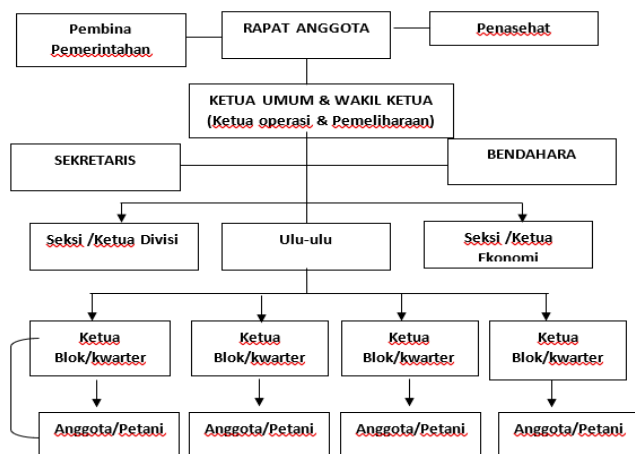 Pembina
Pemerintahan
RAPAT ANGGOTA
Penasehat
KETUA UMUM & WAKIL KETUA
(Ketua operasi & Pemeliharaan)
SEKRETARIS
BENDAHARA
Seksi /Ketua Divisi
Ulu-ulu
Seksi /Ketua
Ekonomi
Ketua
Blok/kwarter
Ketua
Blok/kwarter
Ketua
Blok/kwarter
Ketua
Blok/kwarter
Anggota/Petani
Anggota/Petani
Anggota/Petani
Anggota/Petani